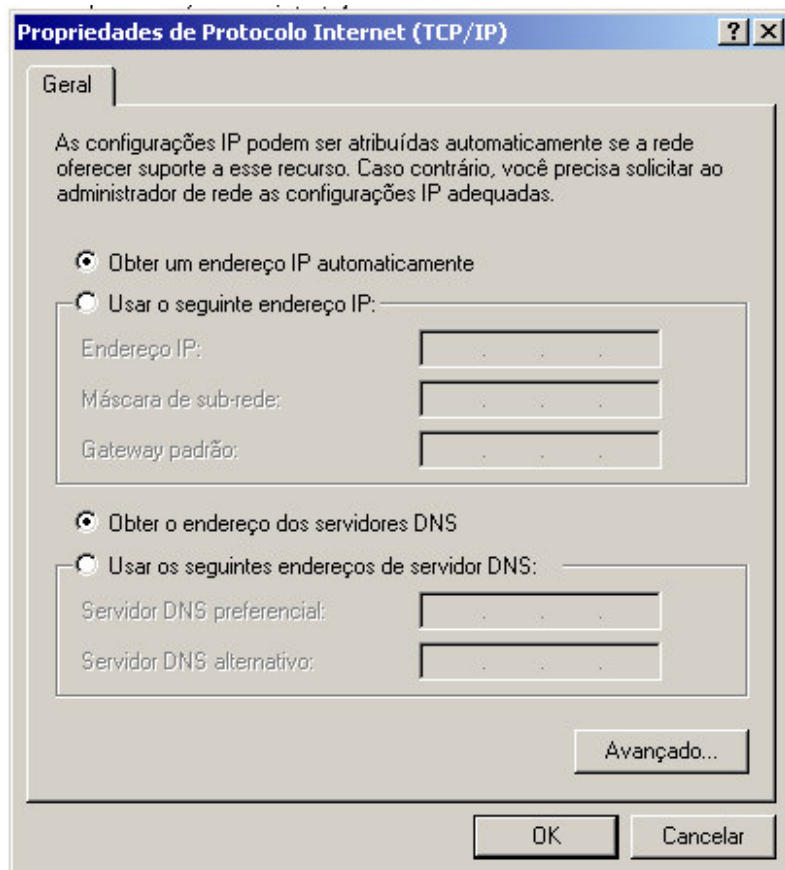 Propriedades de Protocolo Internet (TCP/IP)
Geral
As configurações IP podem ser atribuídas automaticamente se a rede
oferecer suporte a esse recurso. Caso contrário, você precisa solicitar ao
administrador de rede as configurações IP adequadas.
Obter um endereço IP automaticamente
Usar o seguinte endereço IP:
Endereço IP:
Máscara de sub-rede:
Gateway padrão:
Obter o endereço dos servidores DNS
Usar os seguintes endereços de servidor DNS:
Servidor DNS preferencial:
Servidor DNS alternativo:
Avançado...
OK Cancelar